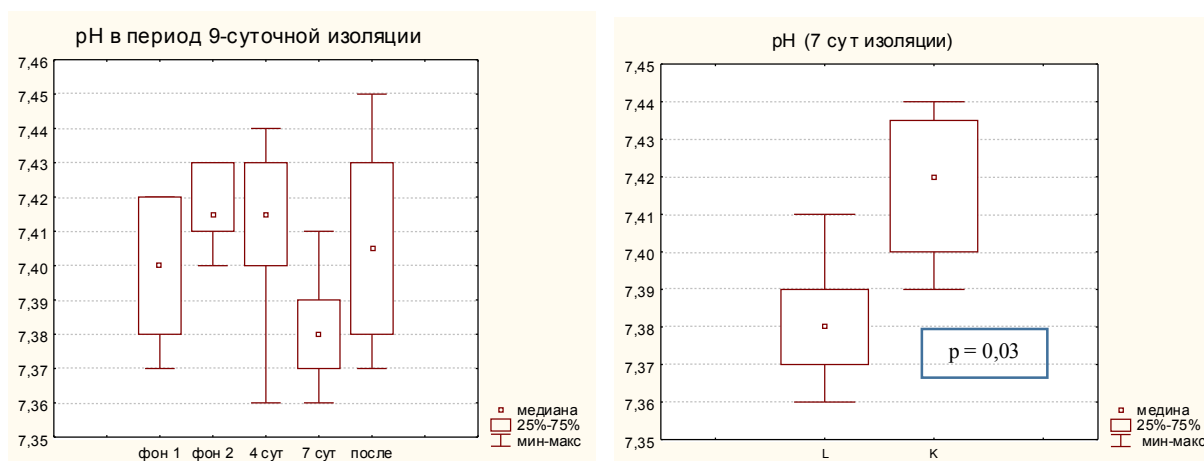 pH в период 9-суточной изоляции
7,46
7,45
7,44
7,43
7,42
7,41
7,40
7,39
7,38
7,37
7,36
7,35
фон 1 фон 2 4 сут 7 сут после
медиана
25%-75%
мин-макс
pH (7 сут изоляции)
7,45
7,44
7,43
7,42
7,41
7,40
7,39
7,38
7,37
7,36
7,35
L K
p = 0,03
медина
25%-75%
мин-макс